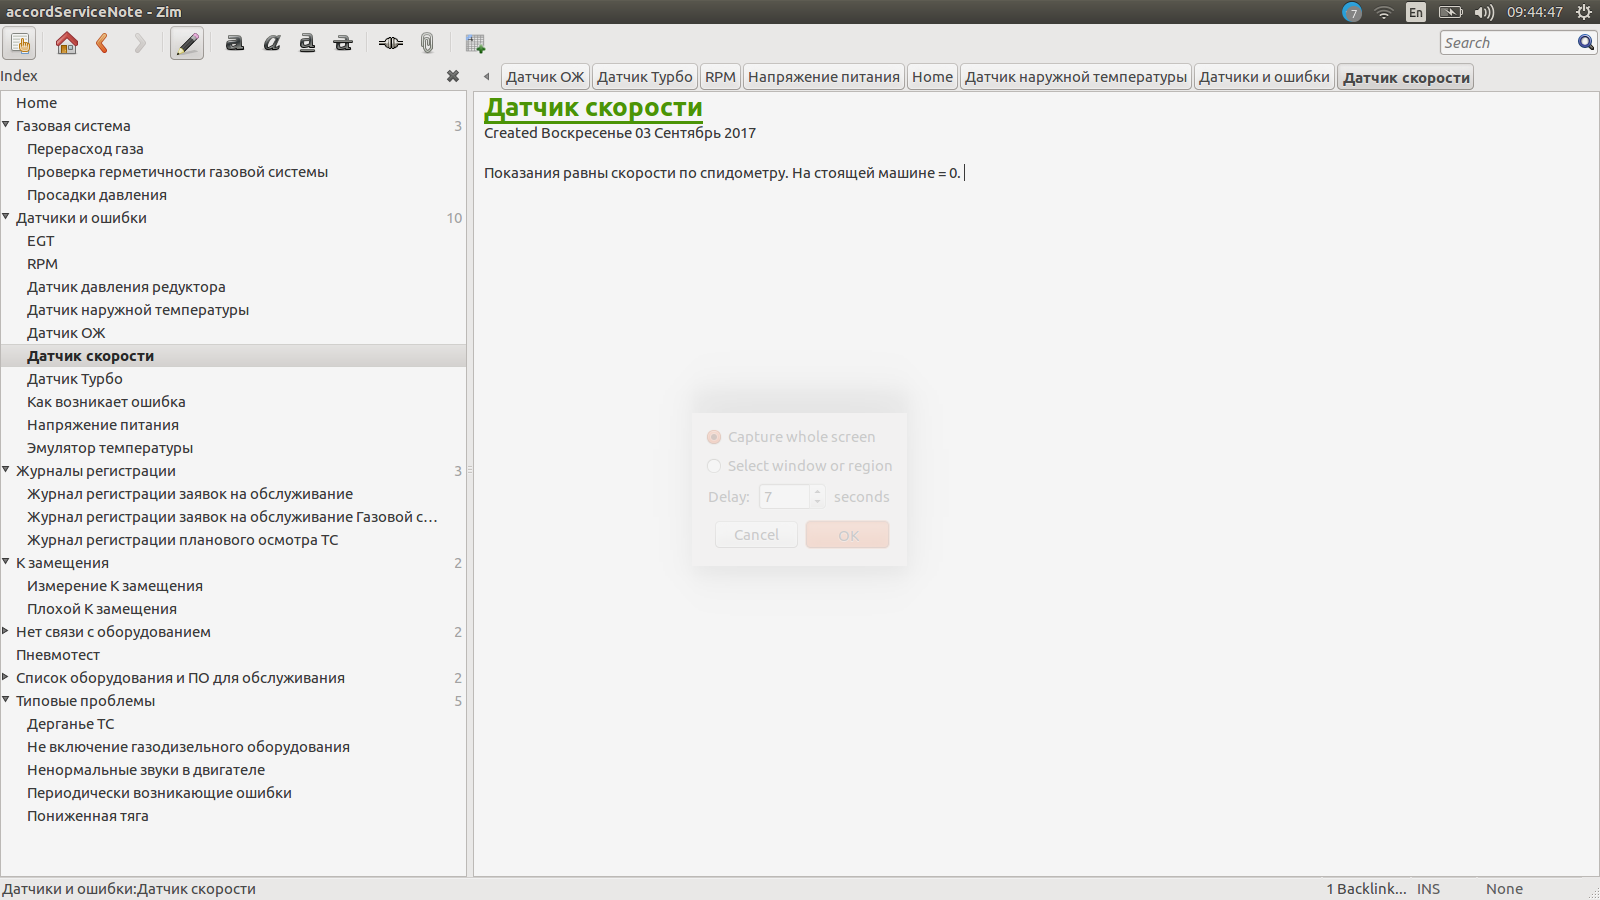 accordServiceNote - Zim
7
En
09:44:47
a a a a
Search
Index
Датчик ОЖ
Датчик Турбо
RPM
Напряжение питания
Home
Датчик наружной температуры
Датчики и ошибки
Датчик скорости
Home
Газовая система 3
Перерасход газа
Проверка герметичности газовой системы
Просадки давления
Датчики и ошибки 10
EGT
RPM
Датчик давления редуктора
Датчик наружной температуры
Датчик ОЖ
Датчик скорости
Датчик Турбо
Как возникает ошибка
Напряжение питания
Эмулятор температуры
Журналы регистрации 3
Журнал регистрации заявок на обслуживание
Журнал регистрации заявок на обслуживание Газовой с...
Журнал регистрации планового осмотра ТС
К замещения 2
Измерение К замещения
Плохой К замещения
Нет связи с оборудованием 2
Пневмотест
Список оборудования и ПО для обслуживания 2
Типовые проблемы 5
Дерганье ТС
Не включение газодизельного оборудования
Ненормальные звуки в двигателе
Периодически возникающие ошибки
Пониженная тяга
Датчик скорости
Created Воскресенье 03 Сентябрь 2017
Показания равны скорости по спидометру. На стоящей машине = 0.
Capture whole screen
Select window or region
Delay: 7 seconds
Cancel
OK
Датчики и ошибки:Датчик скорости
1 Backlink...
INS
None